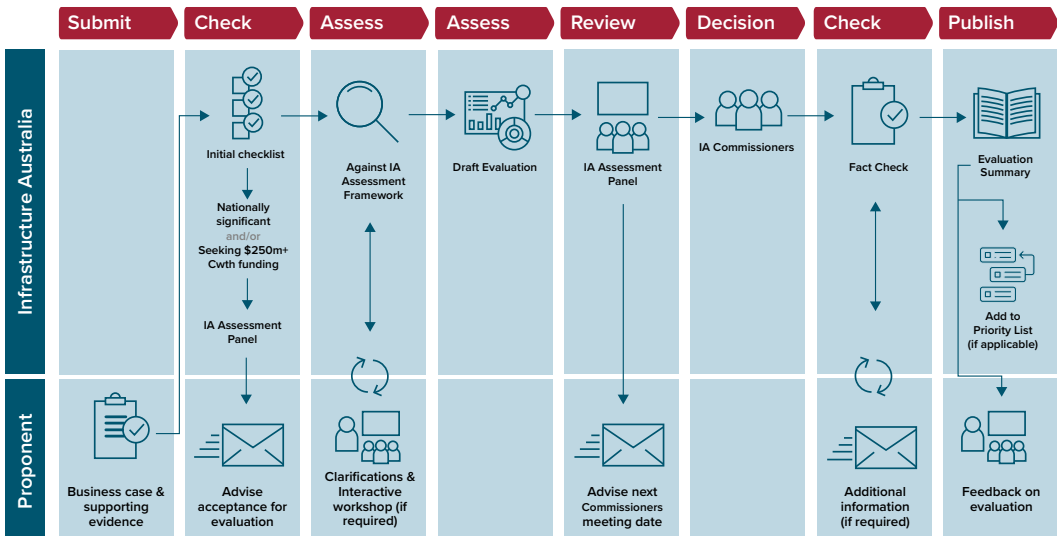 Submit
Check
Assess
Assess
Review
Decision
Check
Publish
Infrastructure Australia
Initial checklist
Nationally
significant
and/or
Seeking $250m+
Cwth funding
IA Assessment
Panel
Against IA
Assessment
Framework
Draft Evaluation
IA Assessment
Panel
IA Commissioners
Fact Check
Evaluation
Summary
Add to
Priority List
(if applicable)
Proponent
Business case &
supporting
evidence
Advise
acceptance for
evaluation
Clarifications &
Interactive
workshop (if
required)
Advise next
Commissioners
meeting date
Additional
information
(if required)
Feedback on
evaluation